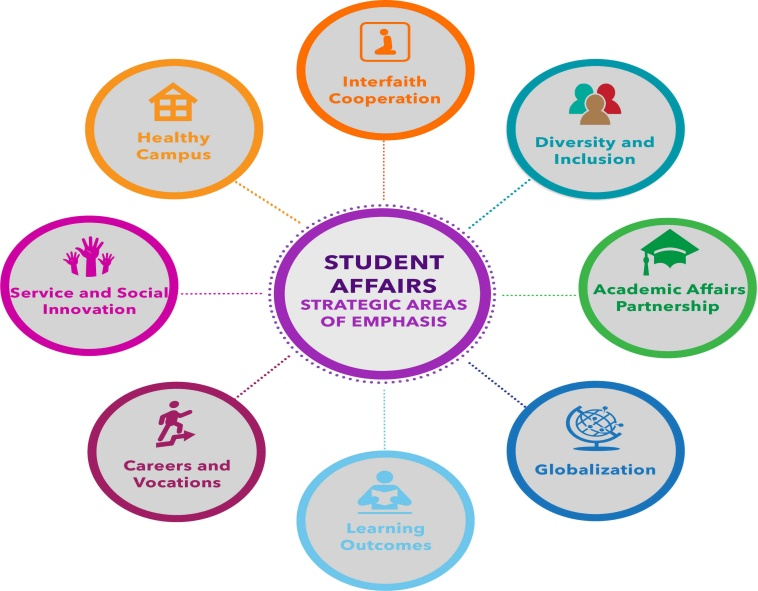 Interfaith
Cooperation
Healthy
Campus
Diversity and
Inclusion
STUDENT
AFFAIRS
STRATEGIC AREAS
OF EMPHASIS
Service and Social
Innovation
Academic Affairs
Partnership
Careers and
Vocations
Globalization
Learning
Outcomes